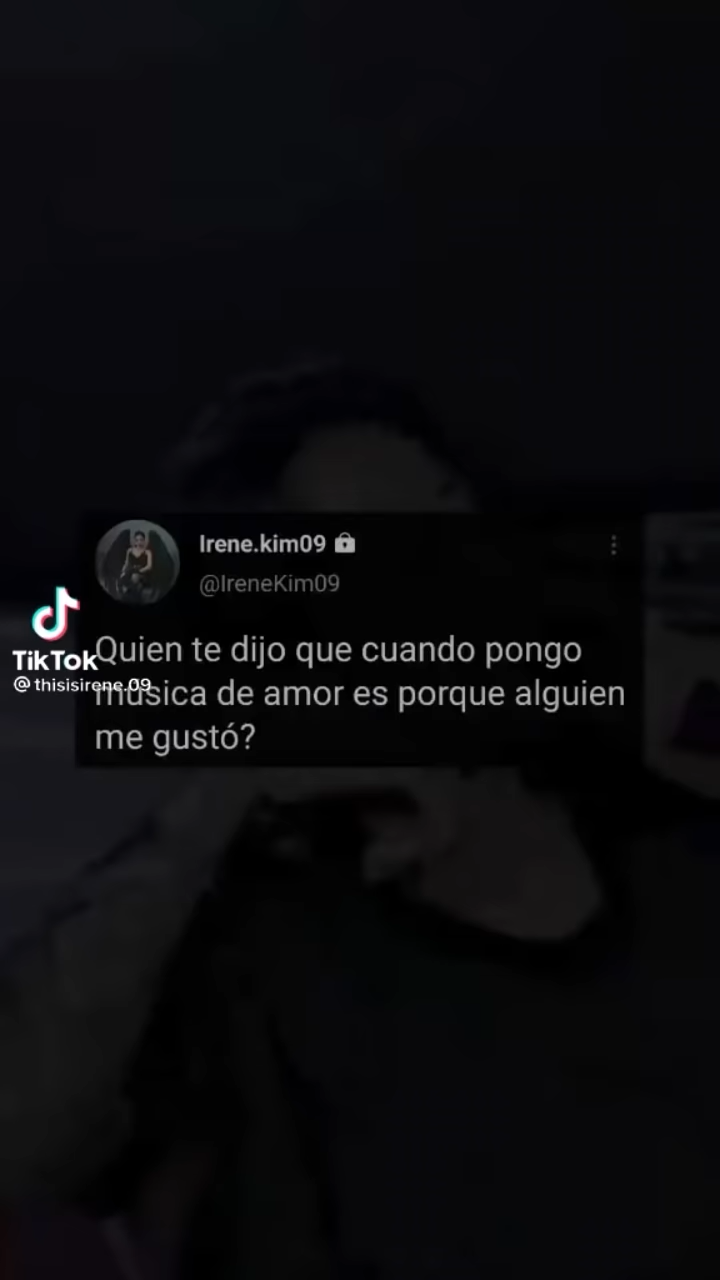 Irene.kim09
@IreneKim09
Quien te dijo que cuando pongo
musica de amor es porque alguien
me gustó?
TikTok
@thisisirene.09